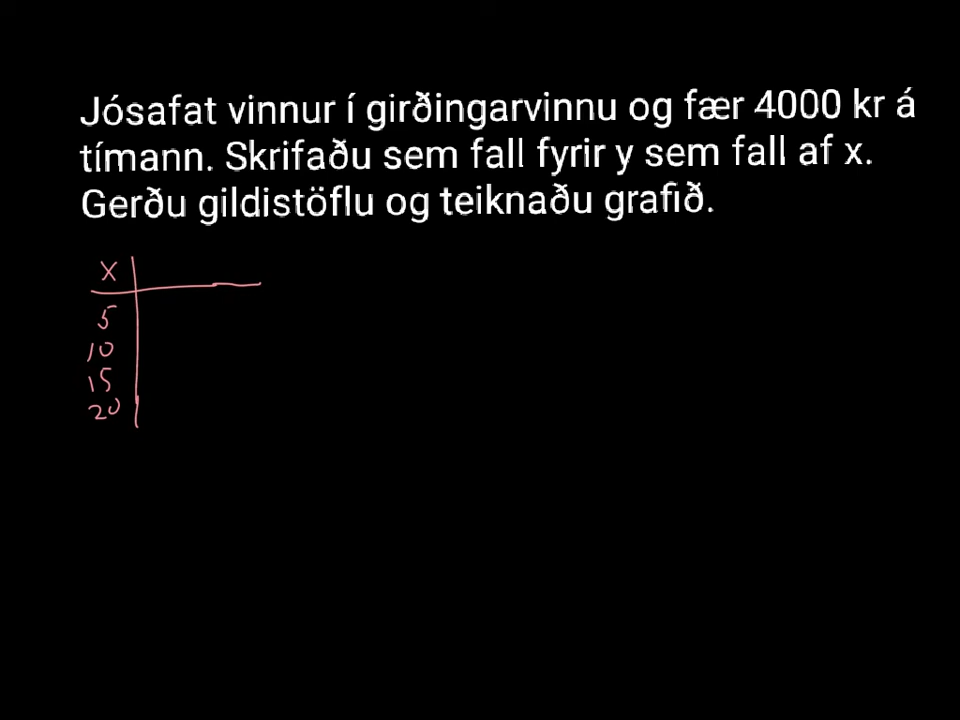 Jósafat vinnur í girðingarvinnu og fær 4000 kr á
tímann. Skrifaðu sem fall fyrir y sem fall af x.
Gerðu gildistöflu og teiknaðu grafið.
x
5
10
15
20